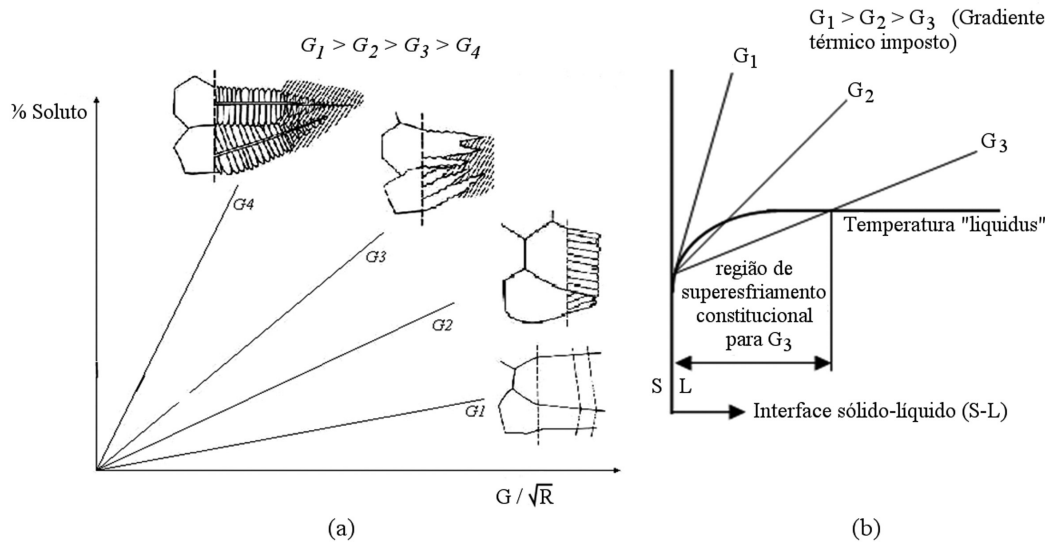 G1 > G2 > G3 > G4
% Soluto
G4
G3
G2
G1
G / √R
(a)
G1 > G2 > G3 (Gradiente
térmico imposto)
G1
G2
G3
Temperatura "liquidus"
região de
superesfriamento
constitucional
para G3
S L
Interface sólido-líquido (S-L)
(b)